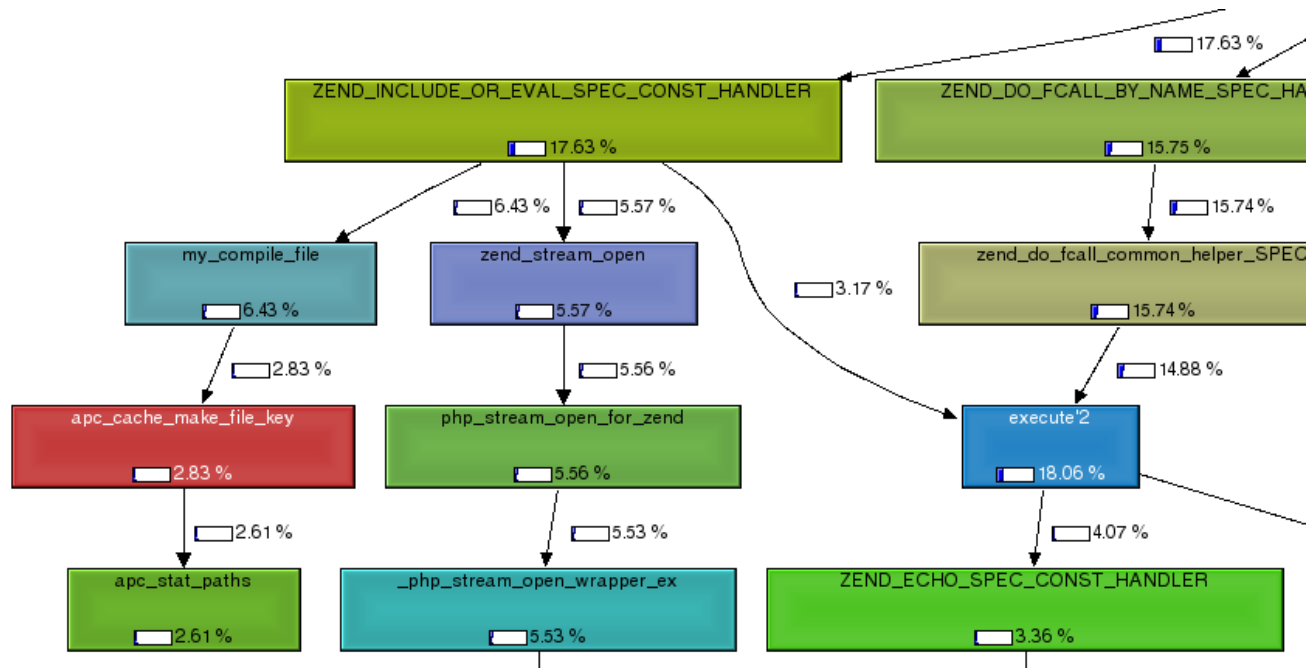 17.63 %
ZEND_INCLUDE_OR_EVAL_SPEC_CONST_HANDLER
17.63 %
ZEND_DO_FCALL_BY_NAME_SPEC_HA
15.75 %
6.43 %
5.57 %
15.74 %
my_compile_file
6.43 %
zend_stream_open
5.57 %
3.17 %
zend_do_fcall_common_helper_SPEC
15.74 %
2.83 %
5.56 %
14.88 %
apc_cache_make_file_key
2.83 %
php_stream_open_for_zend
5.56 %
execute'2
18.06 %
2.61 %
5.53 %
4.07 %
apc_stat_paths
2.61 %
_php_stream_open_wrapper_ex
5.53 %
ZEND_ECHO_SPEC_CONST_HANDLER
3.36 %